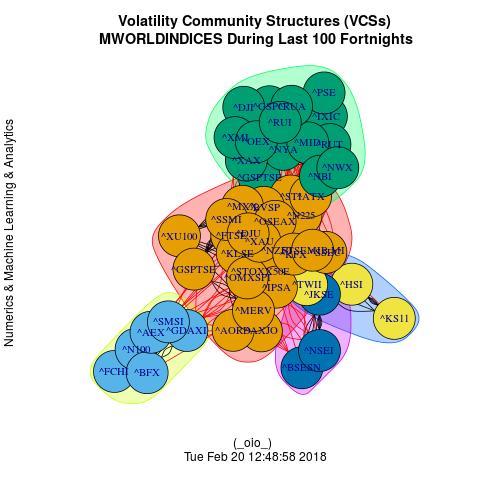 Volatility Community Structures (VCSs)
MWORLDINDICES During Last 100 Fortnights
Numerics & Machine Learning & Analytics
^PSE
^DJI
^RUA
^IXIC
^RUI
^XMI
^OEX
^MID
^RUT
^NYA
^XAX
^NWX
^NBI
^GSPTSE
^ATX
^MXX
^BVSP
^N225
^SSMI
^OSEAX
^XU100
^FTSE
^DJU
^XAU
^KLSE
^GSPTSE
^STOXX50E
^OMXSPI
^IPSA
^TWII
^HSI
^JKSE
^MERV
^KS11
^SMSI
^AEX
^GDAXI
^AORD
^N100
^NSEI
^FCHI
^BFX
^BSESN
(_oio_)
Tue Feb 20 12:48:58 2018